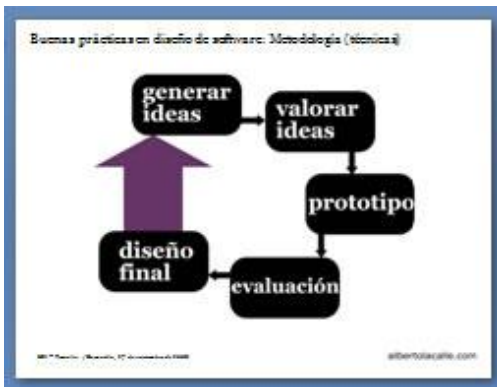 Buenas prácticas en diseño de software: Metodología (técnicas)
generar
ideas
valorar
ideas
prototipo
evaluación
diseño
final
albertolacalle.com